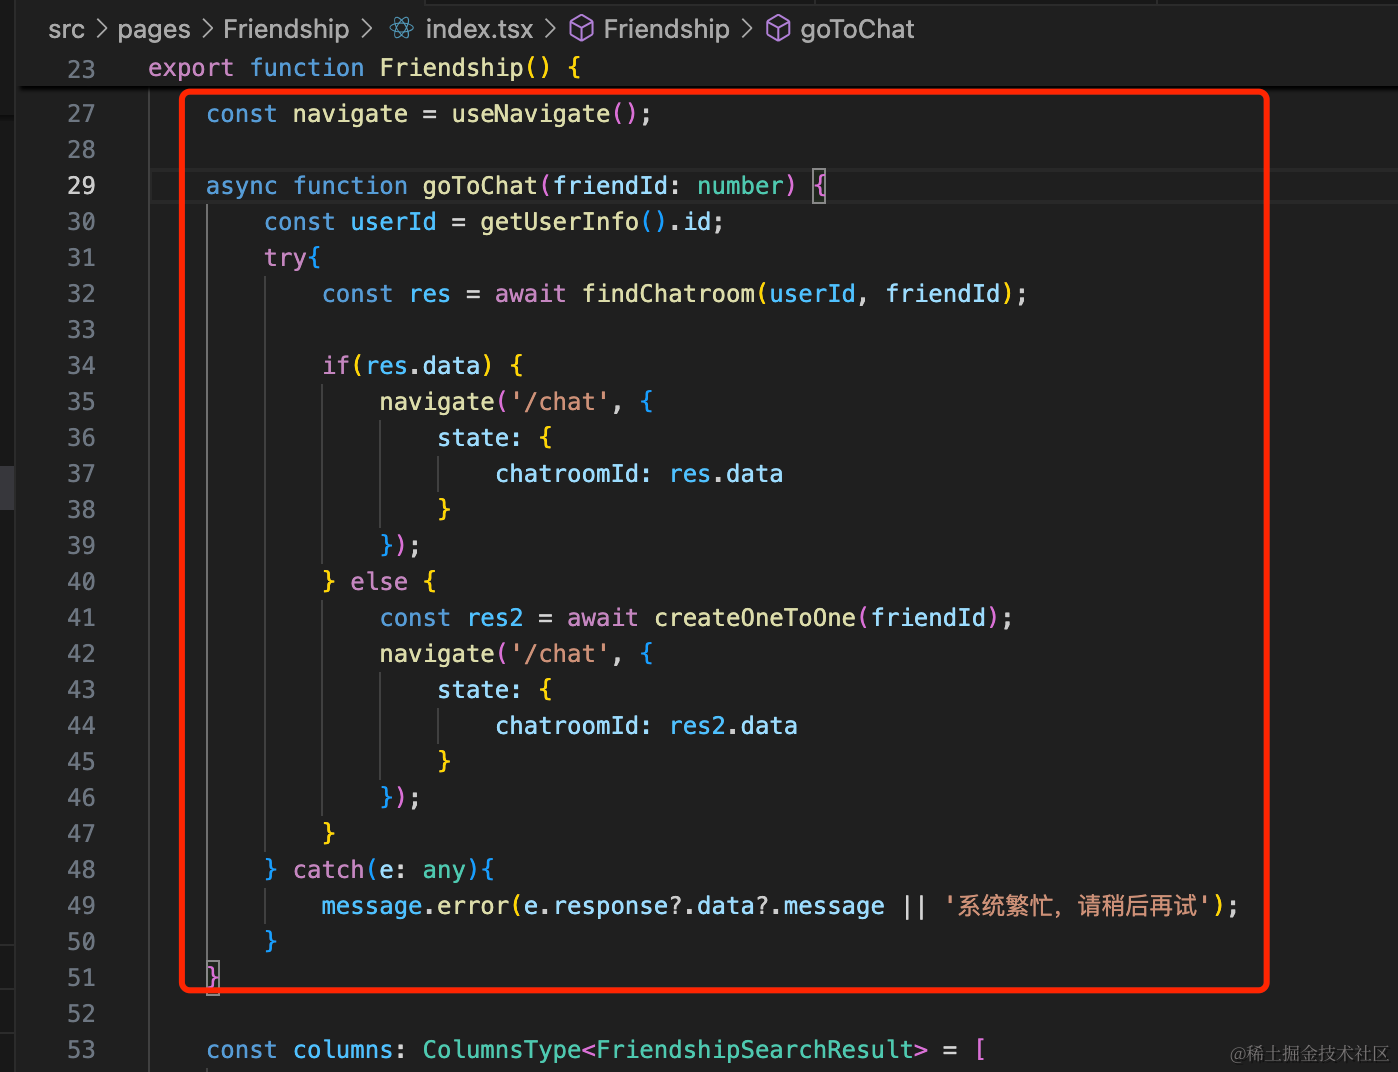 src > pages > Friendship > index.tsx > Friendship > goToChat
23 export function Friendship() {
27 const navigate = useNavigate();
28
29 async function goToChat(friendId: number) {
30 const userId = getUserInfo().id;
31 try{
32 const res = await findChatroom(userId, friendId);
33
34 if(res.data) {
35 navigate('/chat', {
36 state: {
37 chatroomId: res.data
38 }
39 });
40 } else {
41 const res2 = await createOneToOne(friendId);
42 navigate('/chat', {
43 state: {
44 chatroomId: res2.data
45 }
46 });
47 }
48 } catch(e: any){
49 message.error(e.response?.data?.message || '系统繁忙，请稍后再试');
50 }
51 }
52
53 const columns: ColumnsType<FriendshipSearchResult> = [
@稀土掘金技术社区